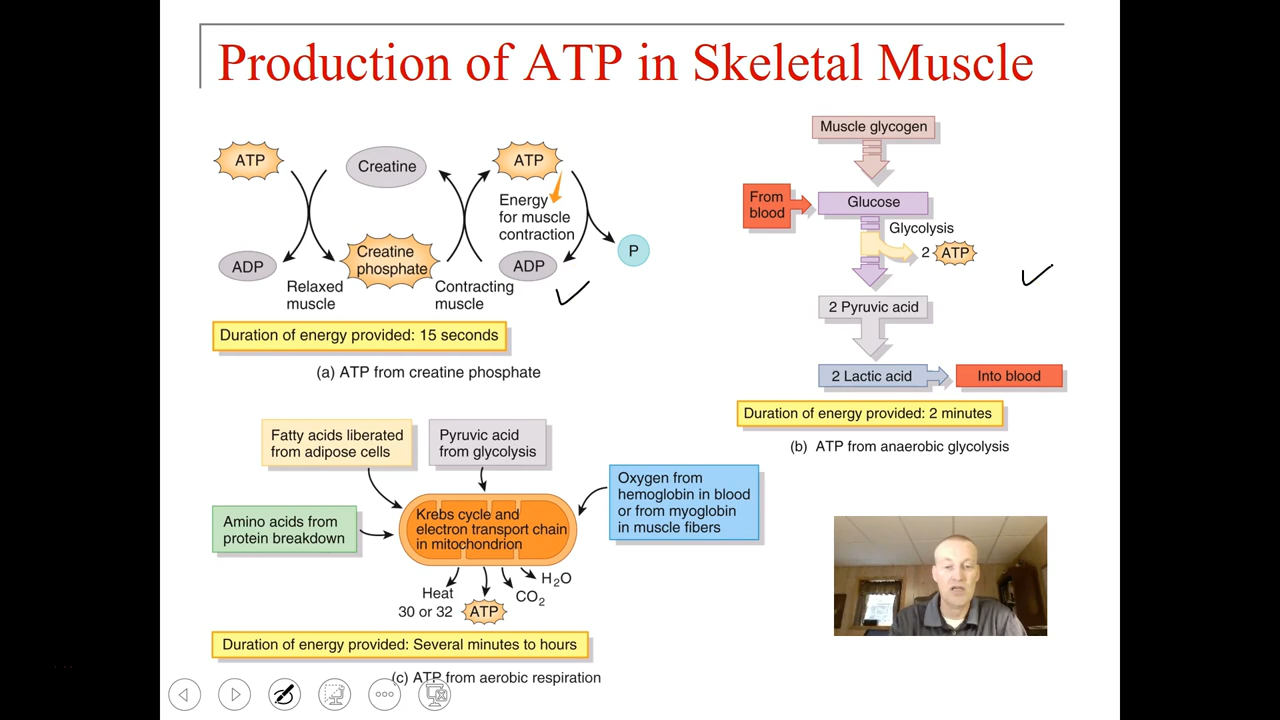 Production of ATP in Skeletal Muscle
ATP
Creatine
ATP
Energy
for muscle
contraction
P
ADP
Creatine
phosphate
ADP
Relaxed
muscle
Contracting
muscle
Duration of energy provided: 15 seconds
(a) ATP from creatine phosphate
Muscle glycogen
From
blood
Glucose
Glycolysis
2 ATP
2 Pyruvic acid
2 Lactic acid
Into blood
Duration of energy provided: 2 minutes
(b) ATP from anaerobic glycolysis
Fatty acids liberated
from adipose cells
Pyruvic acid
from glycolysis
Oxygen from
hemoglobin in blood
or from myoglobin
in muscle fibers
Amino acids from
protein breakdown
Krebs cycle and
electron transport chain
in mitochondrion
Heat
30 or 32 ATP
CO2
H2O
Duration of energy provided: Several minutes to hours
(c) ATP from aerobic respiration